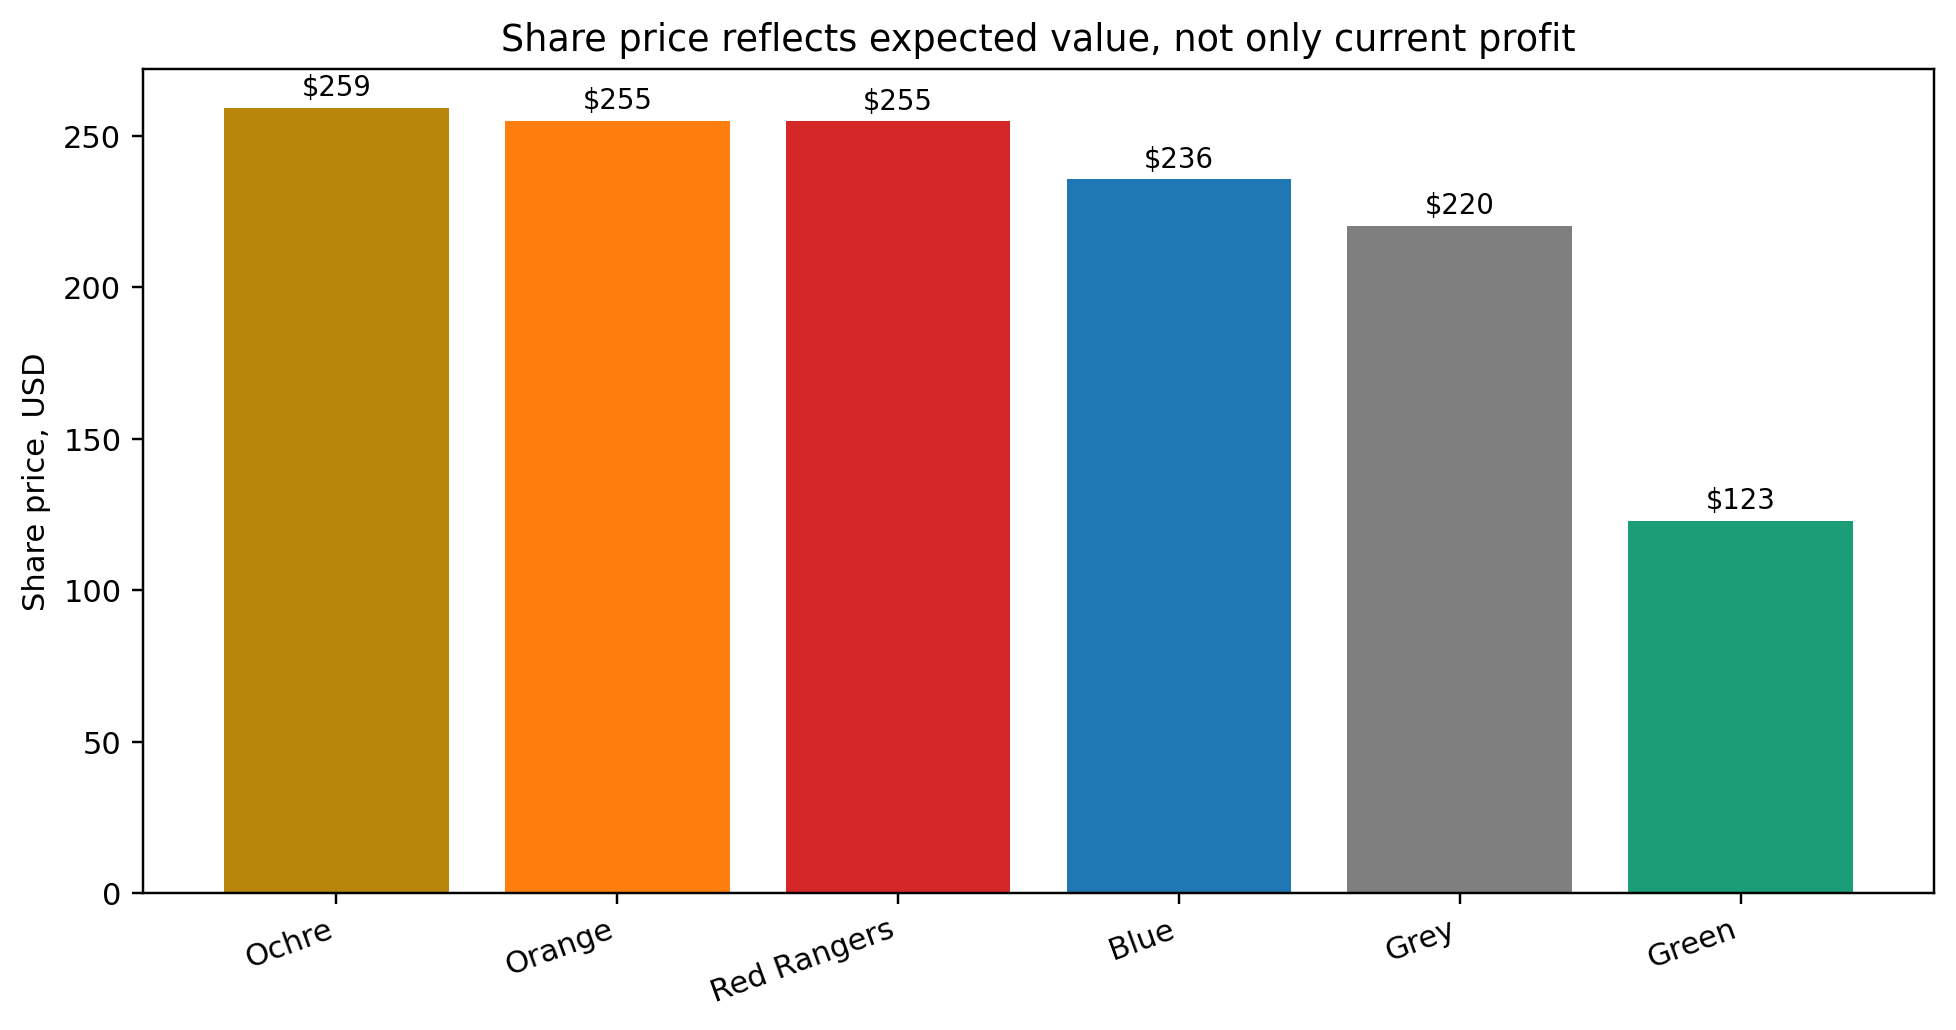 Share price reflects expected value, not only current profit
$259
$255
$255
$236
$220
$123
250
200
150
100
50
0
Share price, USD
Ochre
Orange
Red Rangers
Blue
Grey
Green